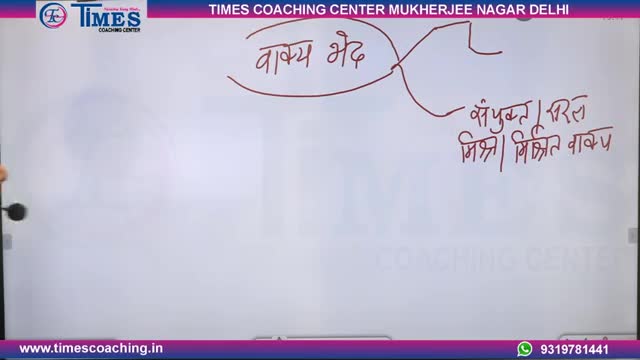 TIMES COACHING CENTER MUKHERJEE NAGAR DELHI
TIMES
COACHING CENTER
वाक्य भेद
संयुक्त / सरल
मिश्र / मिश्रित वाक्य
TIMES
COACHING CENTER
www.timescoaching.in
9319781441